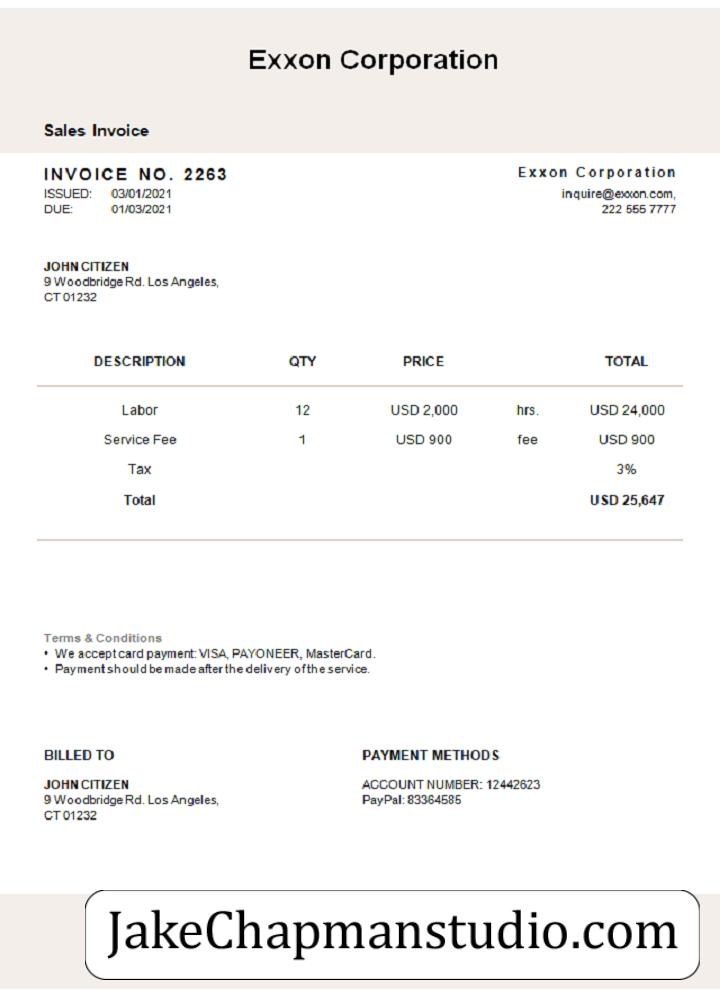 Exxon Corporation
Sales Invoice
INVOICE NO. 2263
ISSUED: 03/01/2021
DUE: 01/03/2021
Exxon Corporation
inquire@exxon.com,
222 555 7777
JOHN CITIZEN
9 Woodbridge Rd. Los Angeles,
CT 01232
DESCRIPTION QTY PRICE TOTAL
Labor 12 USD 2,000 hrs. USD 24,000
Service Fee 1 USD 900 fee USD 900
Tax 3%
Total USD 25,647
Terms & Conditions
• We accept card payment: VISA, PAYONEER, MasterCard.
• Payment should be made after the delivery of the service.
BILLED TO
JOHN CITIZEN
9 Woodbridge Rd. Los Angeles,
CT 01232
PAYMENT METHODS
ACCOUNT NUMBER: 12442623
PayPal: 83364585
JakeChapmanstudio.com